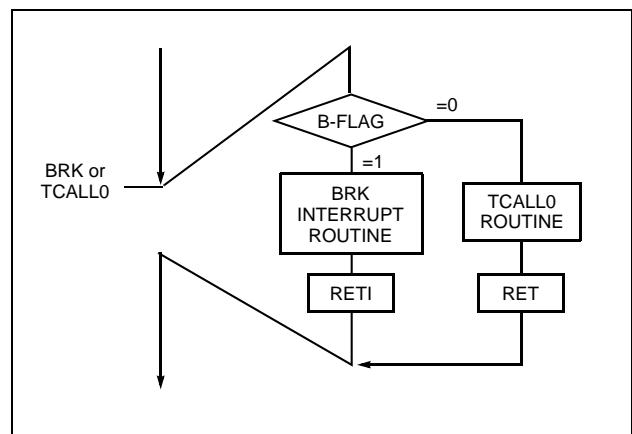 B-FLAG
=0
=1
BRK or
TCALL0
BRK
INTERRUPT
ROUTINE
TCALL0
ROUTINE
RETI
RET